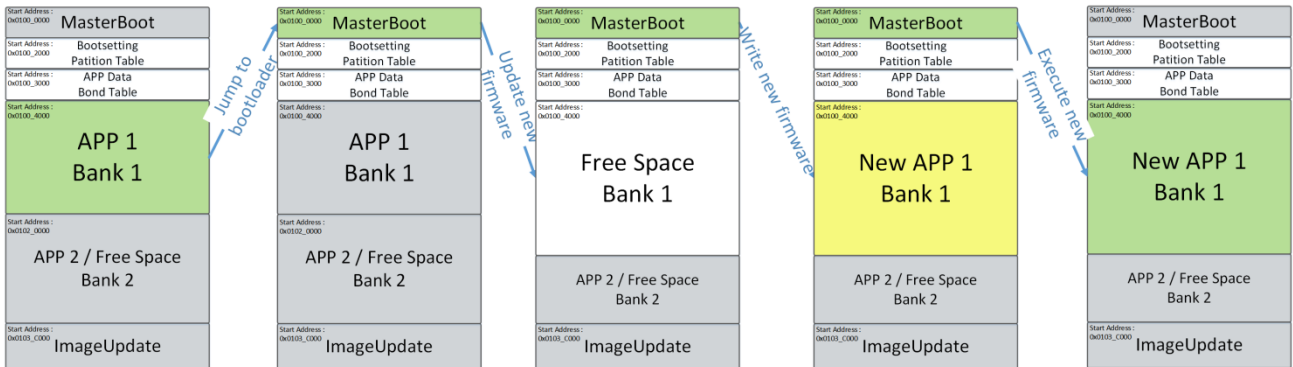 Start Address :
0x0100_0000
MasterBoot
Start Address :
0x0100_2000
Bootsetting
Patition Table
Start Address :
0x0100_3000
APP Data
Bond Table
Start Address :
0x0100_4000
APP 1
Bank 1
Start Address :
0x0102_0000
APP 2 / Free Space
Bank 2
Start Address :
0x0103_C000
ImageUpdate
Jump to
bootloader
Start Address :
0x0100_0000
MasterBoot
Start Address :
0x0100_2000
Bootsetting
Patition Table
Start Address :
0x0100_3000
APP Data
Bond Table
Start Address :
0x0100_4000
APP 1
Bank 1
Start Address :
0x0102_0000
APP 2 / Free Space
Bank 2
Start Address :
0x0103_C000
ImageUpdate
Update new
firmware
Start Address :
0x0100_0000
MasterBoot
Start Address :
0x0100_2000
Bootsetting
Patition Table
Start Address :
0x0100_3000
APP Data
Bond Table
Start Address :
0x0100_4000
Free Space
Bank 1
APP 2 / Free Space
Bank 2
Start Address :
0x0103_C000
ImageUpdate
Write new firmware
Start Address :
0x0100_0000
MasterBoot
Start Address :
0x0100_2000
Bootsetting
Patition Table
Start Address :
0x0100_3000
APP Data
Bond Table
Start Address :
0x0100_4000
New APP 1
Bank 1
APP 2 / Free Space
Bank 2
Start Address :
0x0103_C000
ImageUpdate
Execute new
firmware
Start Address :
0x0100_0000
MasterBoot
Start Address :
0x0100_2000
Bootsetting
Patition Table
Start Address :
0x0100_3000
APP Data
Bond Table
Start Address :
0x0100_4000
New APP 1
Bank 1
APP 2 / Free Space
Bank 2
Start Address :
0x0103_C000
ImageUpdate